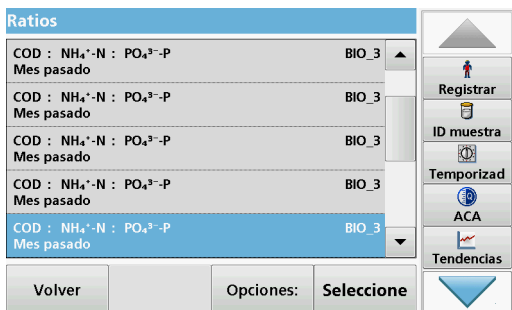 Ratios
COD : NH₄⁺-N : PO₄³⁻-P BIO_3
Mes pasado
COD : NH₄⁺-N : PO₄³⁻-P BIO_3
Mes pasado
COD : NH₄⁺-N : PO₄³⁻-P BIO_3
Mes pasado
COD : NH₄⁺-N : PO₄³⁻-P BIO_3
Mes pasado
COD : NH₄⁺-N : PO₄³⁻-P BIO_3
Mes pasado
Registrar
ID muestra
Temporizad
ACA
Tendencias
Volver
Opciones:
Seleccione